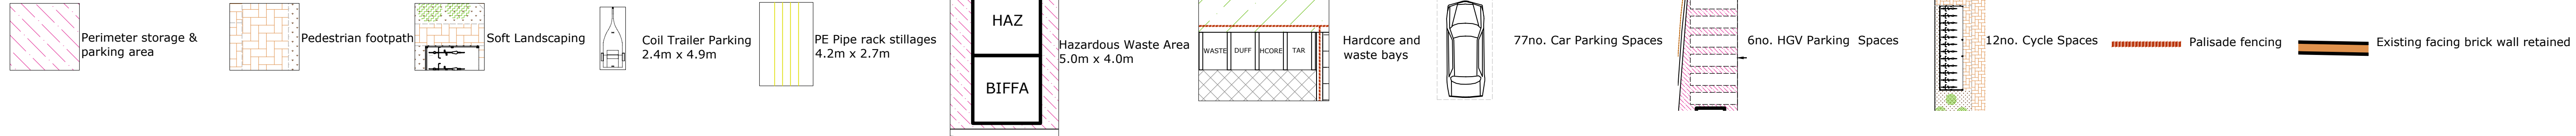 Perimeter storage &
parking area
Pedestrian footpath
Soft Landscaping
Coil Trailer Parking
2.4m x 4.9m
PE Pipe rack stillages
4.2m x 2.7m
HAZ
BIFFA
Hazardous Waste Area
5.0m x 4.0m
WASTE DUFF HCORE TAR
Hardcore and
waste bays
77no. Car Parking Spaces
6no. HGV Parking  Spaces
12no. Cycle Spaces
Palisade fencing
Existing facing brick wall retained